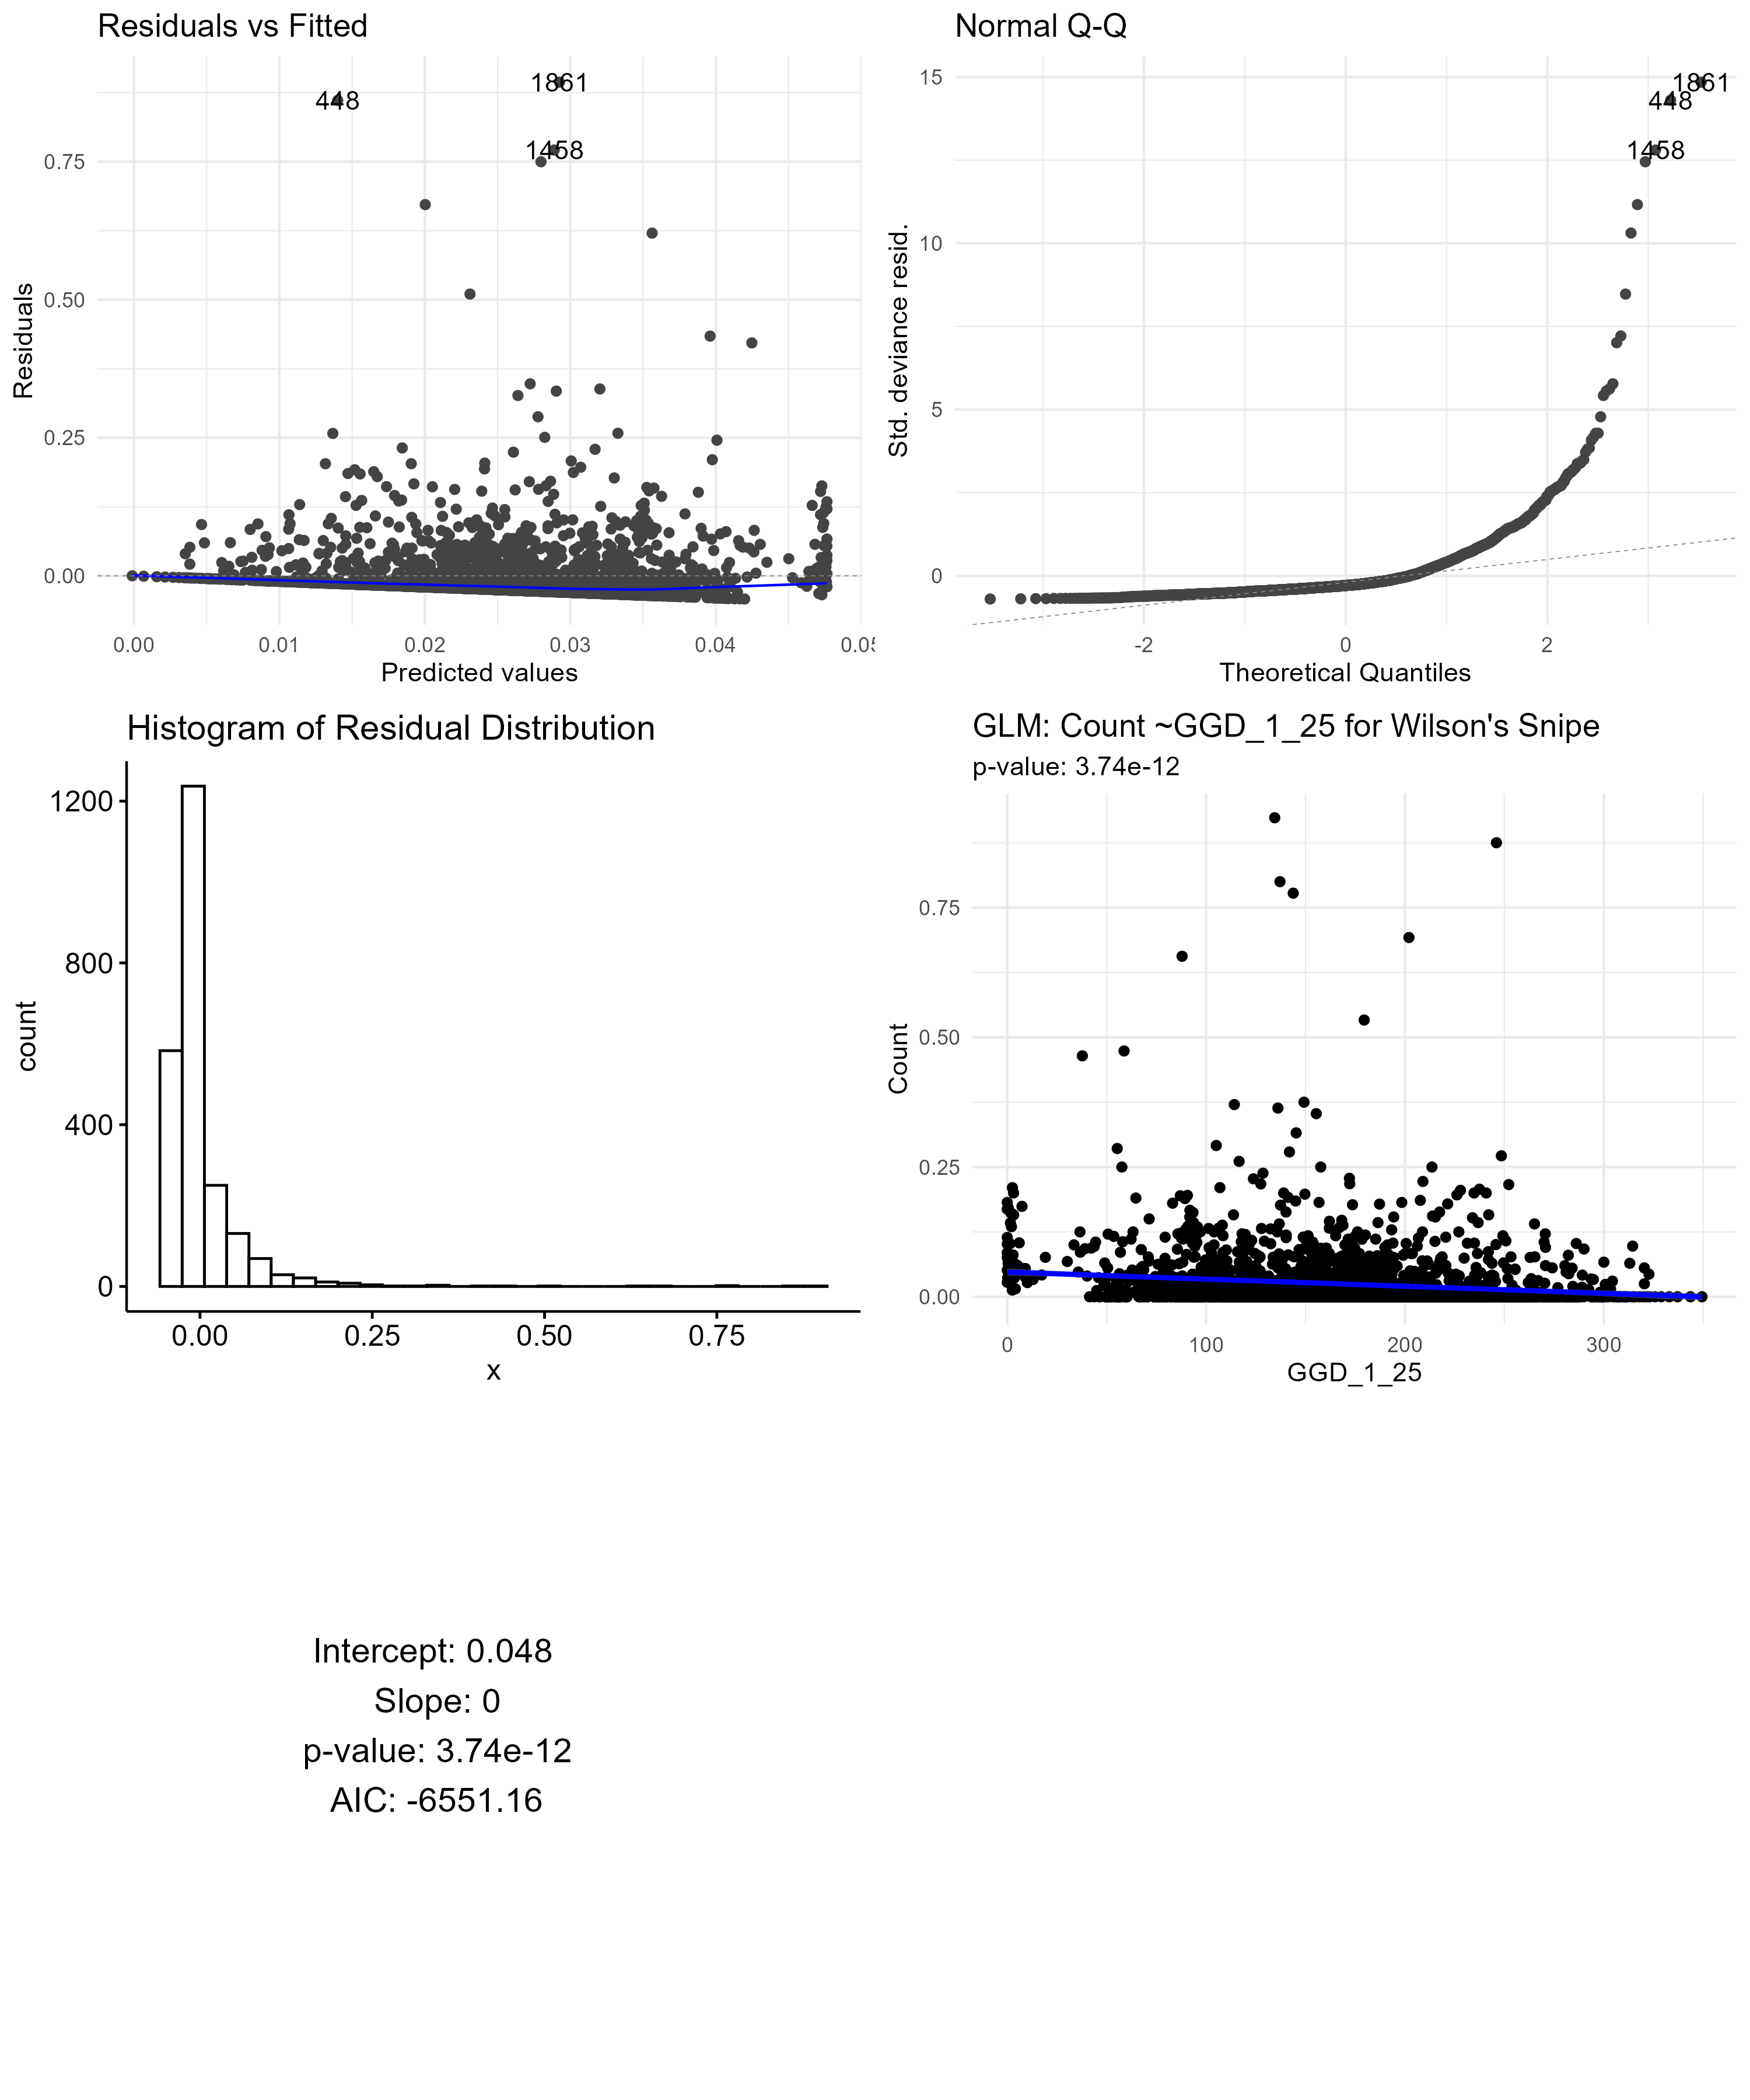 Residuals vs Fitted
1861
448
1458
0.75
0.50
0.25
0.00
Residuals
0.00 0.01 0.02 0.03 0.04
Predicted values
Normal Q-Q
1861
448
1458
15
10
5
0
Std. deviance resid.
-2 0 2
Theoretical Quantiles
Histogram of Residual Distribution
1200
800
400
0
count
0.00 0.25 0.50 0.75
x
GLM: Count ~GGD_1_25 for Wilson's Snipe
p-value: 3.74e-12
0.75
0.50
0.25
0.00
Count
0 100 200 300
GGD_1_25
Intercept: 0.048
Slope: 0
p-value: 3.74e-12
AIC: -6551.16